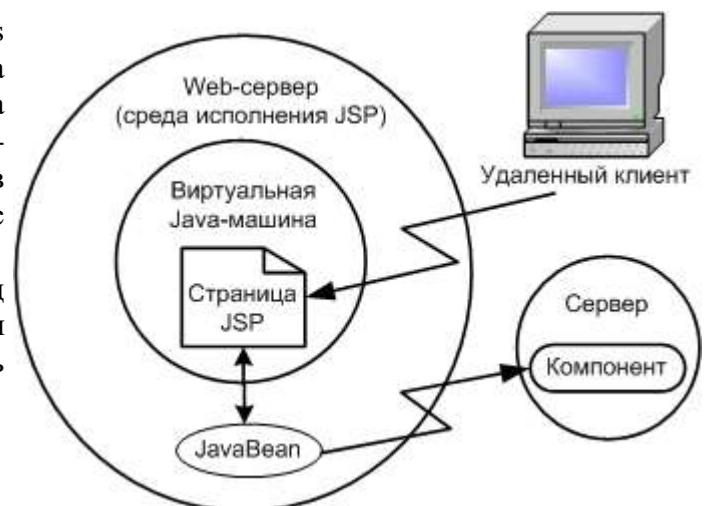 Web-сервер
(среда исполнения JSP)
Виртуальная
Java-машина
Страница
JSP
JavaBean
Удаленный клиент
Сервер
Компонент
s
а
а
-
в
с